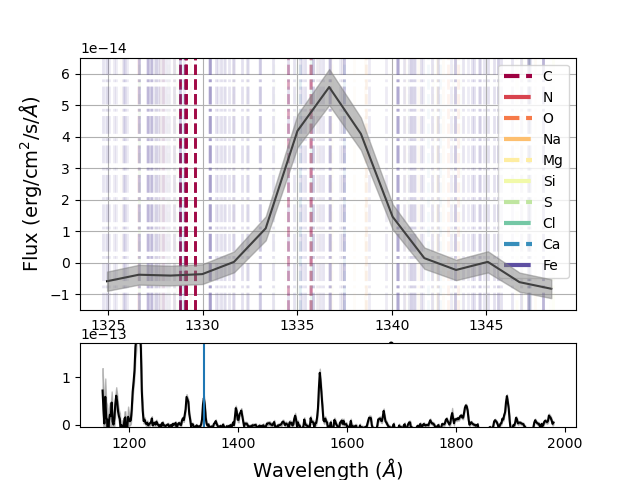 1e−14
6
5
4
3
2
1
0
−1
Flux (erg/cm²/s/Å)
C
N
O
Na
Mg
Si
S
Cl
Ca
Fe
1325
1330
1335
1340
1345
1e−13
1
0
1200
1400
1600
1800
2000
Wavelength (Å)